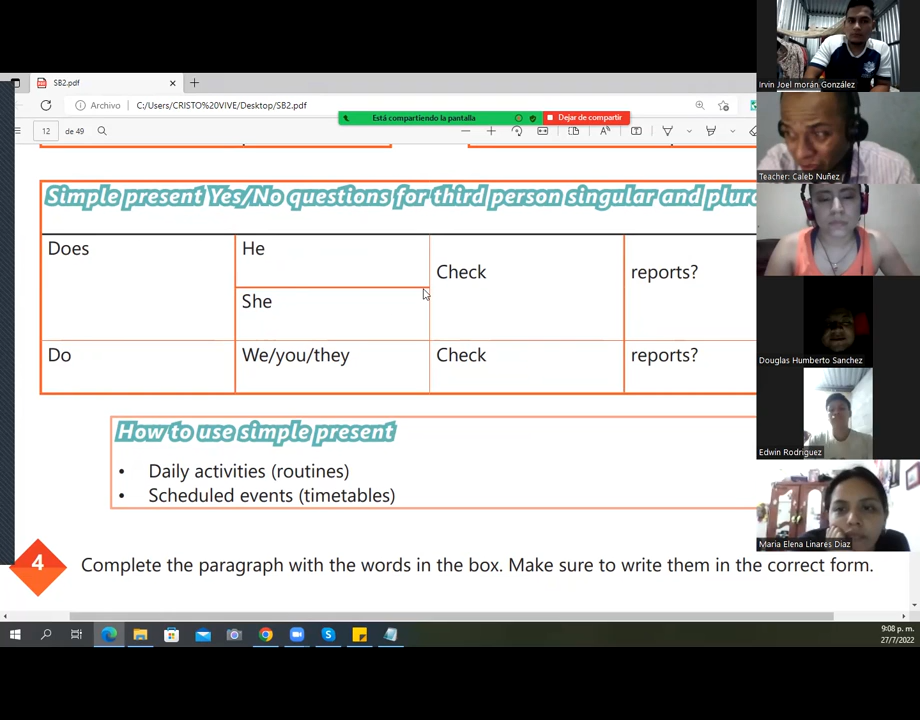 SB2.pdf
Archivo
C:/Users/CRISTO%20VIVE/Desktop/SB2.pdf
Está compartiendo la pantalla
Dejar de compartir
12
de 49
Simple present Yes/No questions for third person singular and plura
Does
He
Check
reports?
She
Do
We/you/they
Check
reports?
How to use simple present
• Daily activities (routines)
• Scheduled events (timetables)
4
Complete the paragraph with the words in the box. Make sure to write them in the correct form.
Irvin Joel morán González
Teacher: Caleb Nuñez
Douglas Humberto Sanchez
Edwin Rodriguez
Maria Elena Linares Diaz
9:08 p. m.
27/7/2022